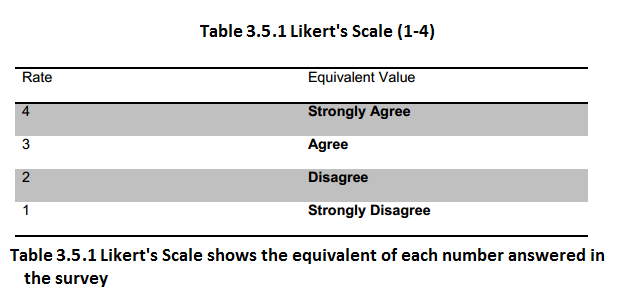 Table 3.5.1 Likert's Scale (1-4)
Rate Equivalent Value
4 Strongly Agree
3 Agree
2 Disagree
1 Strongly Disagree
Table 3.5.1 Likert's Scale shows the equivalent of each number answered in
the survey